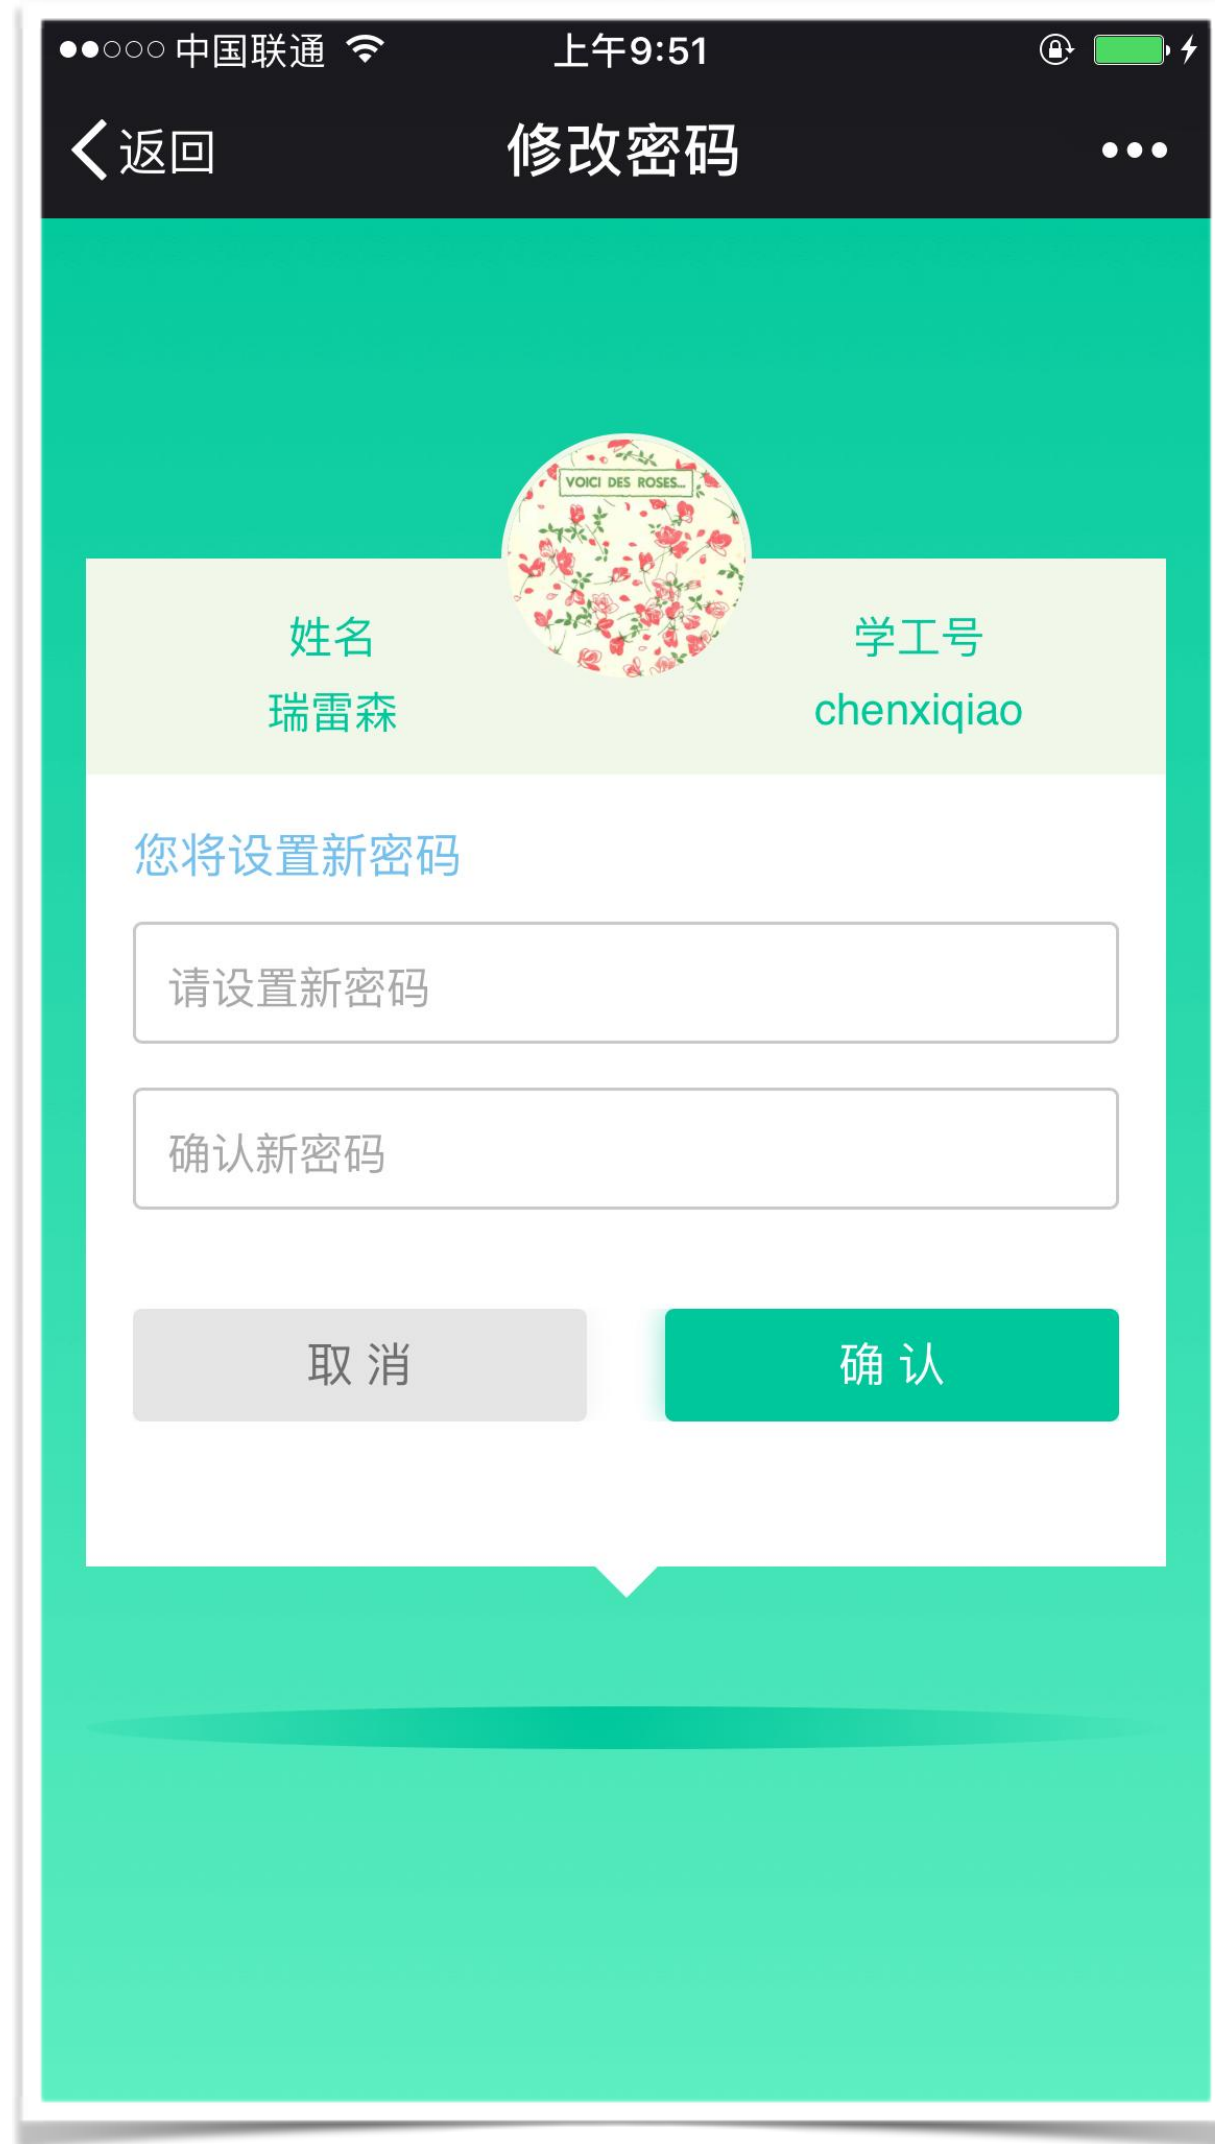 中国联通 上午9:51
返回 修改密码
VOICI DES ROSES...
姓名 学工号
瑞雷森 chenxiqiao
您将设置新密码
请设置新密码
确认新密码
取 消 确 认